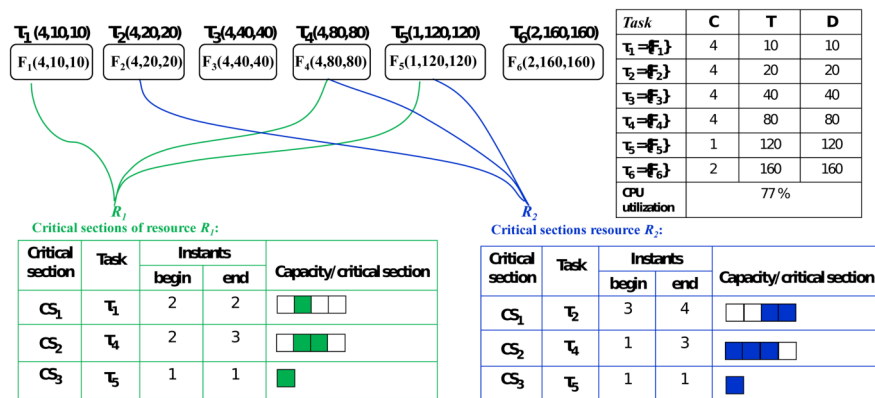 τ1(4,10,10) τ2(4,20,20) τ3(4,40,40) τ4(4,80,80) τ5(1,120,120) τ6(2,160,160)
F1(4,10,10) F2(4,20,20) F3(4,40,40) F4(4,80,80) F5(1,120,120) F6(2,160,160)
Task C T D
τ1={F1} 4 10 10
τ2={F2} 4 20 20
τ3={F3} 4 40 40
τ4={F4} 4 80 80
τ5={F5} 1 120 120
τ6={F6} 2 160 160
CPU utilization 77 %
R1
Critical sections of resource R1:
Critical section Task Instants Capacity/critical section
begin end
CS1 τ1 2 2
CS2 τ4 2 3
CS3 τ5 1 1
R2
Critical sections resource R2:
Critical section Task Instants Capacity/critical section
begin end
CS1 τ2 3 4
CS2 τ4 1 3
CS3 τ5 1 1